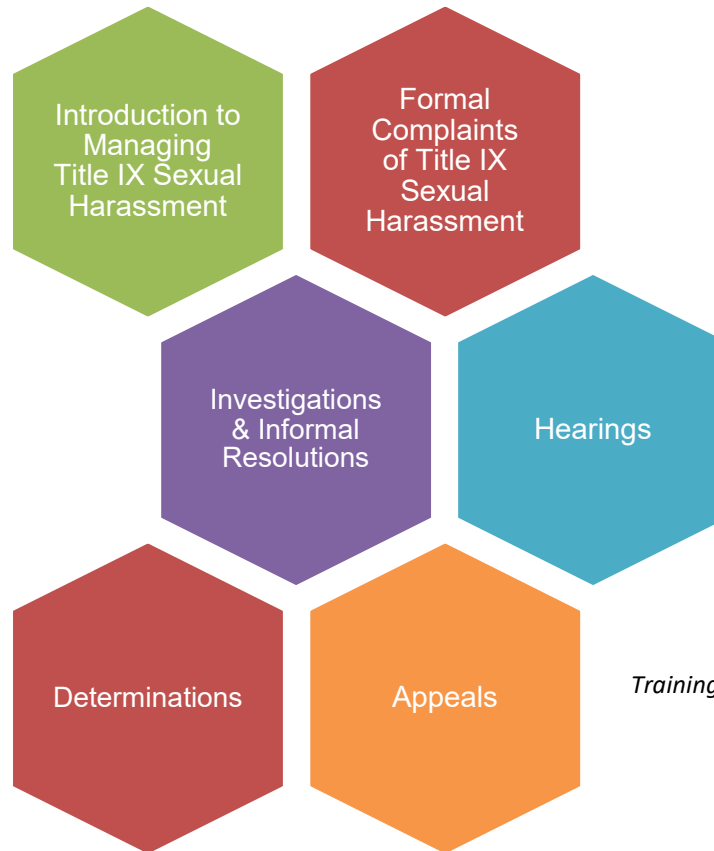 Introduction to
Managing
Title IX Sexual
Harassment
Formal
Complaints
of Title IX
Sexual
Harassment
Investigations
& Informal
Resolutions
Hearings
Determinations
Appeals
Training